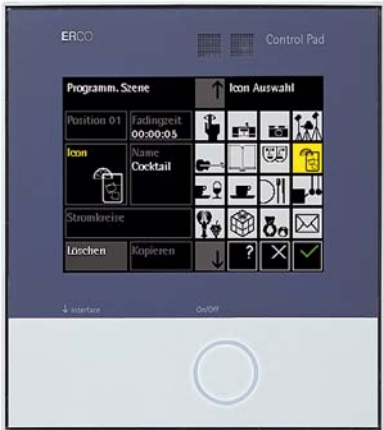 ERCO
Control Pad
Programm. Szene
Icon Auswahl
Position 01
Fadingzeit
00:00:05
Icon
Name
Cocktail
Stromkreise
Löschen
Kopieren
?
Interface
On/Off